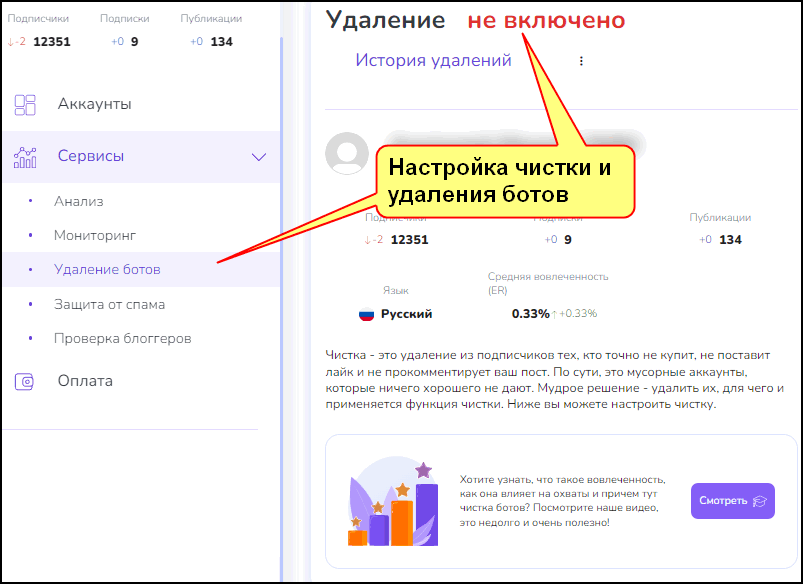 Подписчики Подписки Публикации
↓-2 12351 +0 9 +0 134
Аккаунты
Сервисы
Анализ
Мониторинг
Удаление ботов
Защита от спама
Проверка блоггеров
Оплата
Удаление не включено
История удалений
Настройка чистки и
удаления ботов
Подписчики Подписки Публикации
↓-2 12351 +0 9 +0 134
Язык
Средняя вовлеченность
(ER)
Русский 0.33% ↑+0.33%
Чистка - это удаление из подписчиков тех, кто точно не купит, не поставит
лайк и не прокомментирует ваш пост. По сути, это мусорные аккаунты,
которые ничего хорошего не дают. Мудрое решение - удалить их, для чего и
применяется функция чистки. Ниже вы можете настроить чистку.
Хотите узнать, что такое вовлеченность,
как она влияет на охваты и причем тут
чистка ботов? Посмотрите наше видео,
это недолго и очень полезно!
Смотреть